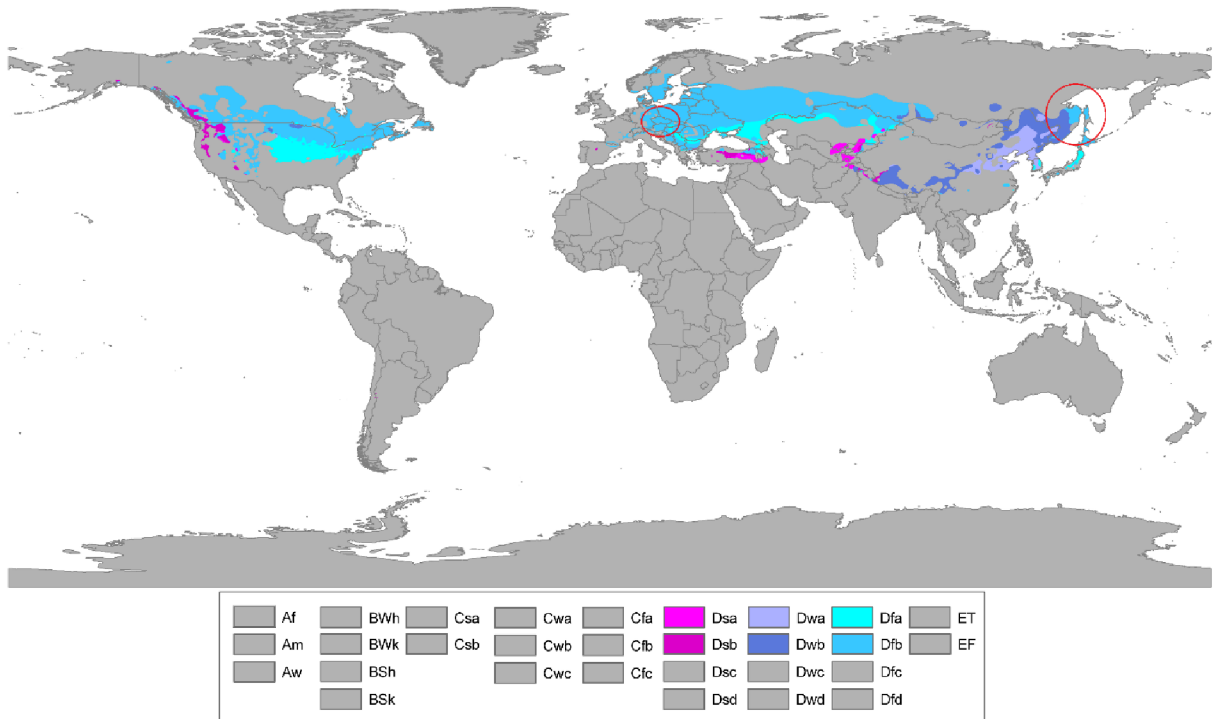 Af BWh Csa Cwa Cfa Dsa Dwa Dfa ET
Am BWk Csb Cwb Cfb Dsb Dwb Dfb EF
Aw BSh Cwc Cfc Dsc Dwc Dfc
BSk Dsd Dwd Dfd